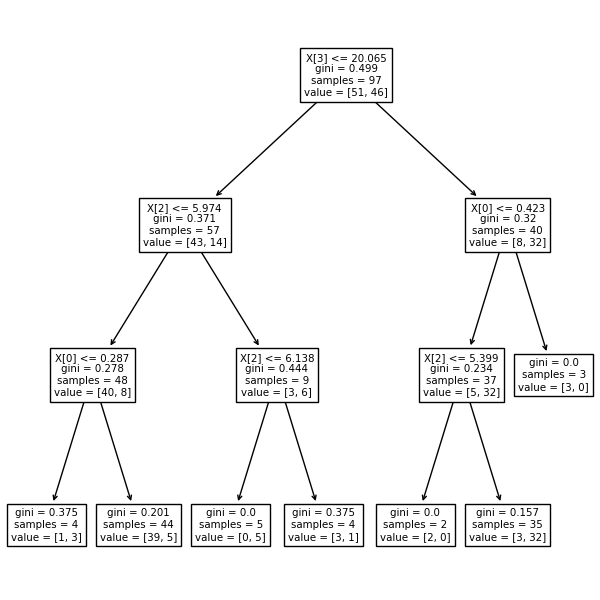 X[3] <= 20.065
gini = 0.499
samples = 97
value = [51, 46]
X[2] <= 5.974
gini = 0.371
samples = 57
value = [43, 14]
X[0] <= 0.423
gini = 0.32
samples = 40
value = [8, 32]
X[0] <= 0.287
gini = 0.278
samples = 48
value = [40, 8]
X[2] <= 6.138
gini = 0.444
samples = 9
value = [3, 6]
X[2] <= 5.399
gini = 0.234
samples = 37
value = [5, 32]
gini = 0.0
samples = 3
value = [3, 0]
gini = 0.375
samples = 4
value = [1, 3]
gini = 0.201
samples = 44
value = [39, 5]
gini = 0.0
samples = 5
value = [0, 5]
gini = 0.375
samples = 4
value = [3, 1]
gini = 0.0
samples = 2
value = [2, 0]
gini = 0.157
samples = 35
value = [3, 32]